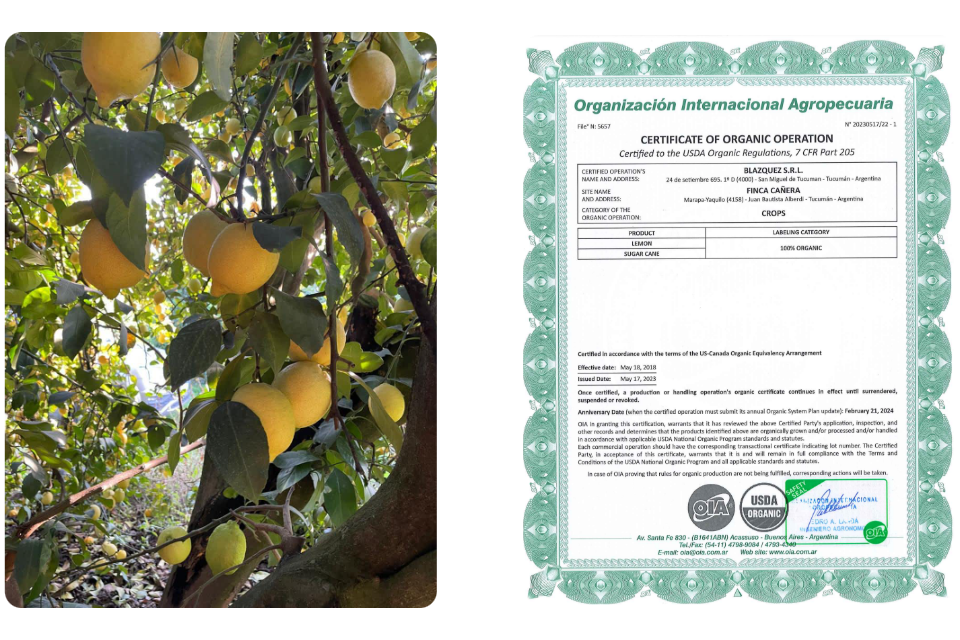 Organización Internacional Agropecuaria
File° N: 5657
N° 20230517/22 - 1
CERTIFICATE OF ORGANIC OPERATION
Certified to the USDA Organic Regulations, 7 CFR Part 205
CERTIFIED OPERATION'S
NAME AND ADDRESS:
BLAZQUEZ S.R.L.
24 de setiembre 695, 1º D (4000) - San Miguel de Tucuman - Tucumán - Argentina
SITE NAME
AND ADDRESS:
FINCA CAÑERA
Marapa-Yaquilo (4158) - Juan Bautista Alberdi - Tucumán - Argentina
CATEGORY OF THE
ORGANIC OPERATION:
CROPS
PRODUCT
LABELING CATEGORY
LEMON
SUGAR CANE
100% ORGANIC
Certified in accordance with the terms of the US-Canada Organic Equivalency Arrangement
Effective date: May 18, 2018
Issued Date: May 17, 2023
Once certified, a production or handling operation's organic certificate continues in effect until surrendered,
suspended or revoked.
Anniversary Date (when the certified operation must submit its annual Organic System Plan update): February 21, 2024
OIA in granting this certification, warrants that it has reviewed the above Certified Party's application, inspection, and
other records and determines that the products identified above are organically grown and/or processed and/or handled
in accordance with applicable USDA National Organic Program standards and statutes.
Each commercial operation should have the corresponding transactional certificate indicating lot number. The Certified
Party, in acceptance of this certificate, warrants that it is and will remain in full compliance with the Terms and
Conditions of the USDA National Organic Program and all applicable standards and statutes.
In case of OIA proving that rules for organic production are not being fulfilled, corresponding actions will be taken.
OIA
USDA
ORGANIC
SAFETY
SEAL
INGENIERO AGRONOMO
OIA
Av. Santa Fe 830 - (B1641ABN) Acassuso - Buenos Aires - Argentina
Tel./Fax: (54-11) 4798-9084 / 4793-4340
E-mail: oia@oia.com.ar Web site: www.oia.com.ar